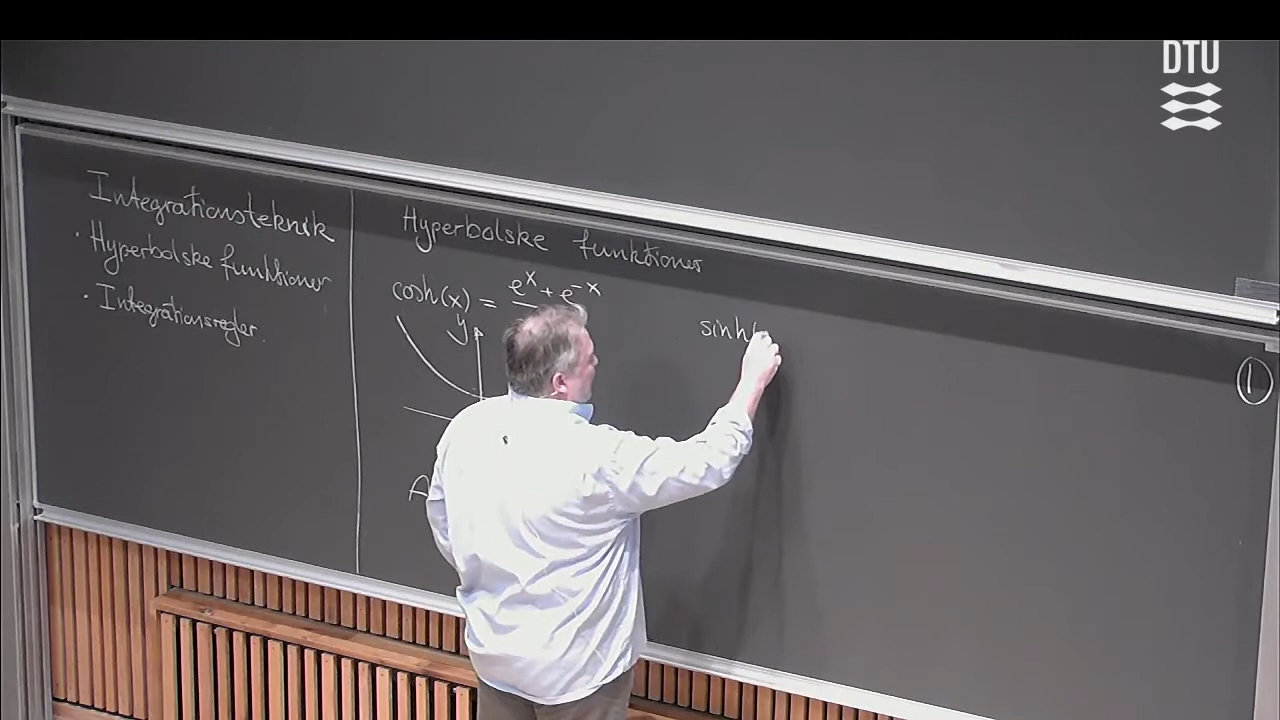 DTU
Integrationsteknik
· Hyperbolske funktioner
· Integrationsregler
Hyperbolske funktioner
cosh(x) = e^x + e^-x
y
A
sinh(
1